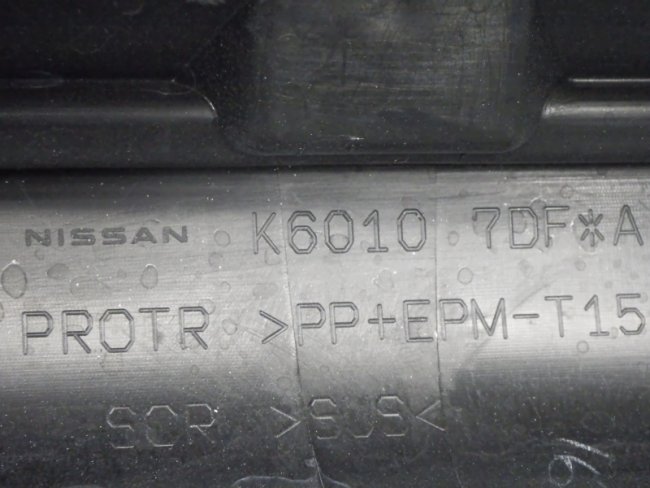 NISSAN K6010 7DF*A
PROTR >PP+EPM-T15
SCR >SUS<